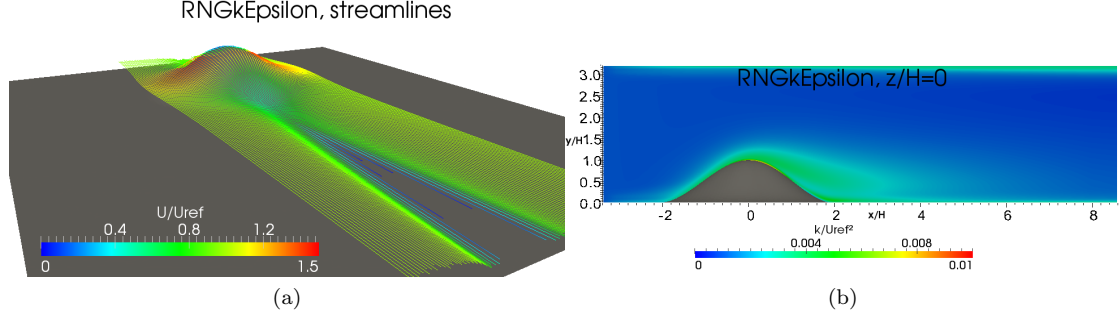 RNGkEpsilon, streamlines
U/Uref
0.4 0.8 1.2
0 1.5
(a)
RNGkEpsilon, z/H=0
3.0
2.5
2.0
y/H
1.5
1.0
0.5
0.0
-2 0 2 4 6 8
x/H
k/Uref²
0.004 0.008
0 0.01
(b)